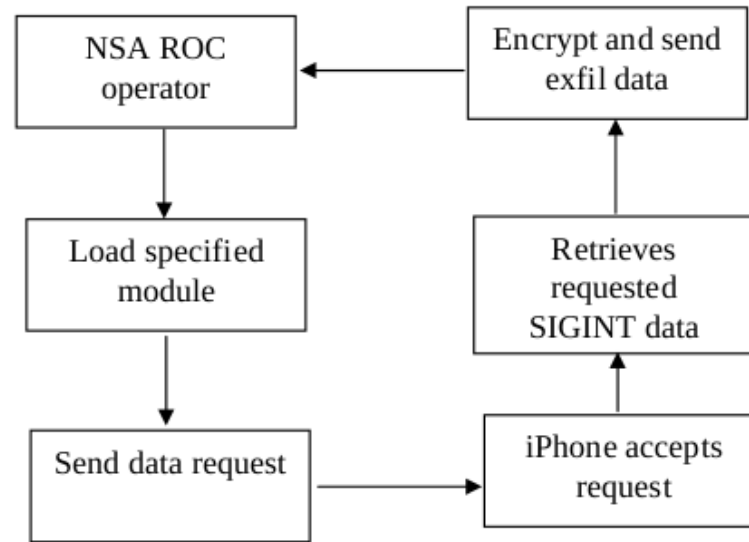 NSA ROC
operator
Load specified
module
Send data request
iPhone accepts
request
Retrieves
requested
SIGINT data
Encrypt and send
exfil data